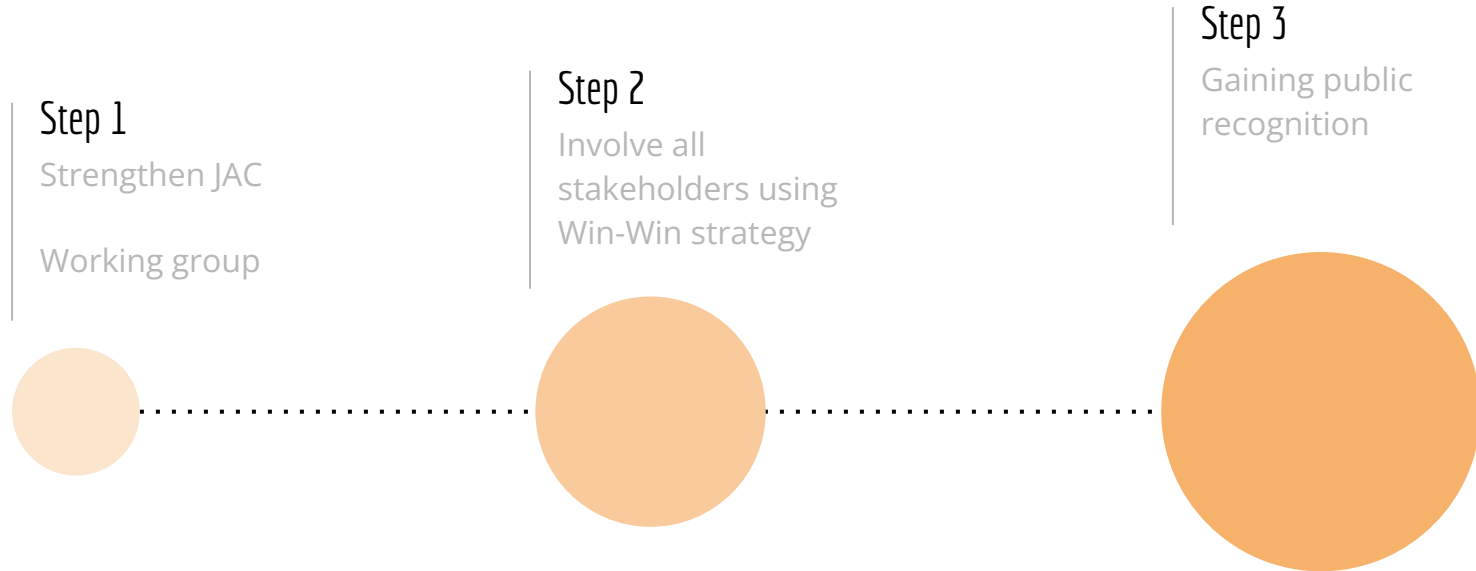 Step 1
Strengthen JAC
Working group
Step 2
Involve all
stakeholders using
Win-Win strategy
Step 3
Gaining public
recognition